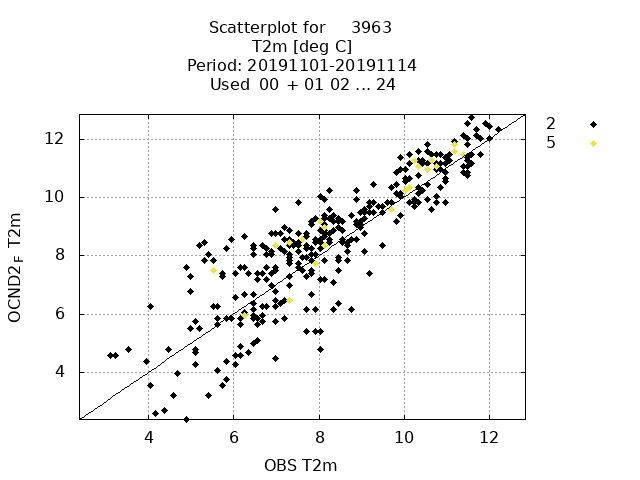 Scatterplot for 3963
T2m [deg C]
Period: 20191101-20191114
Used 00 + 01 02 ... 24
2
5
12
10
8
6
4
OCND2_F T2m
4 6 8 10 12
OBS T2m